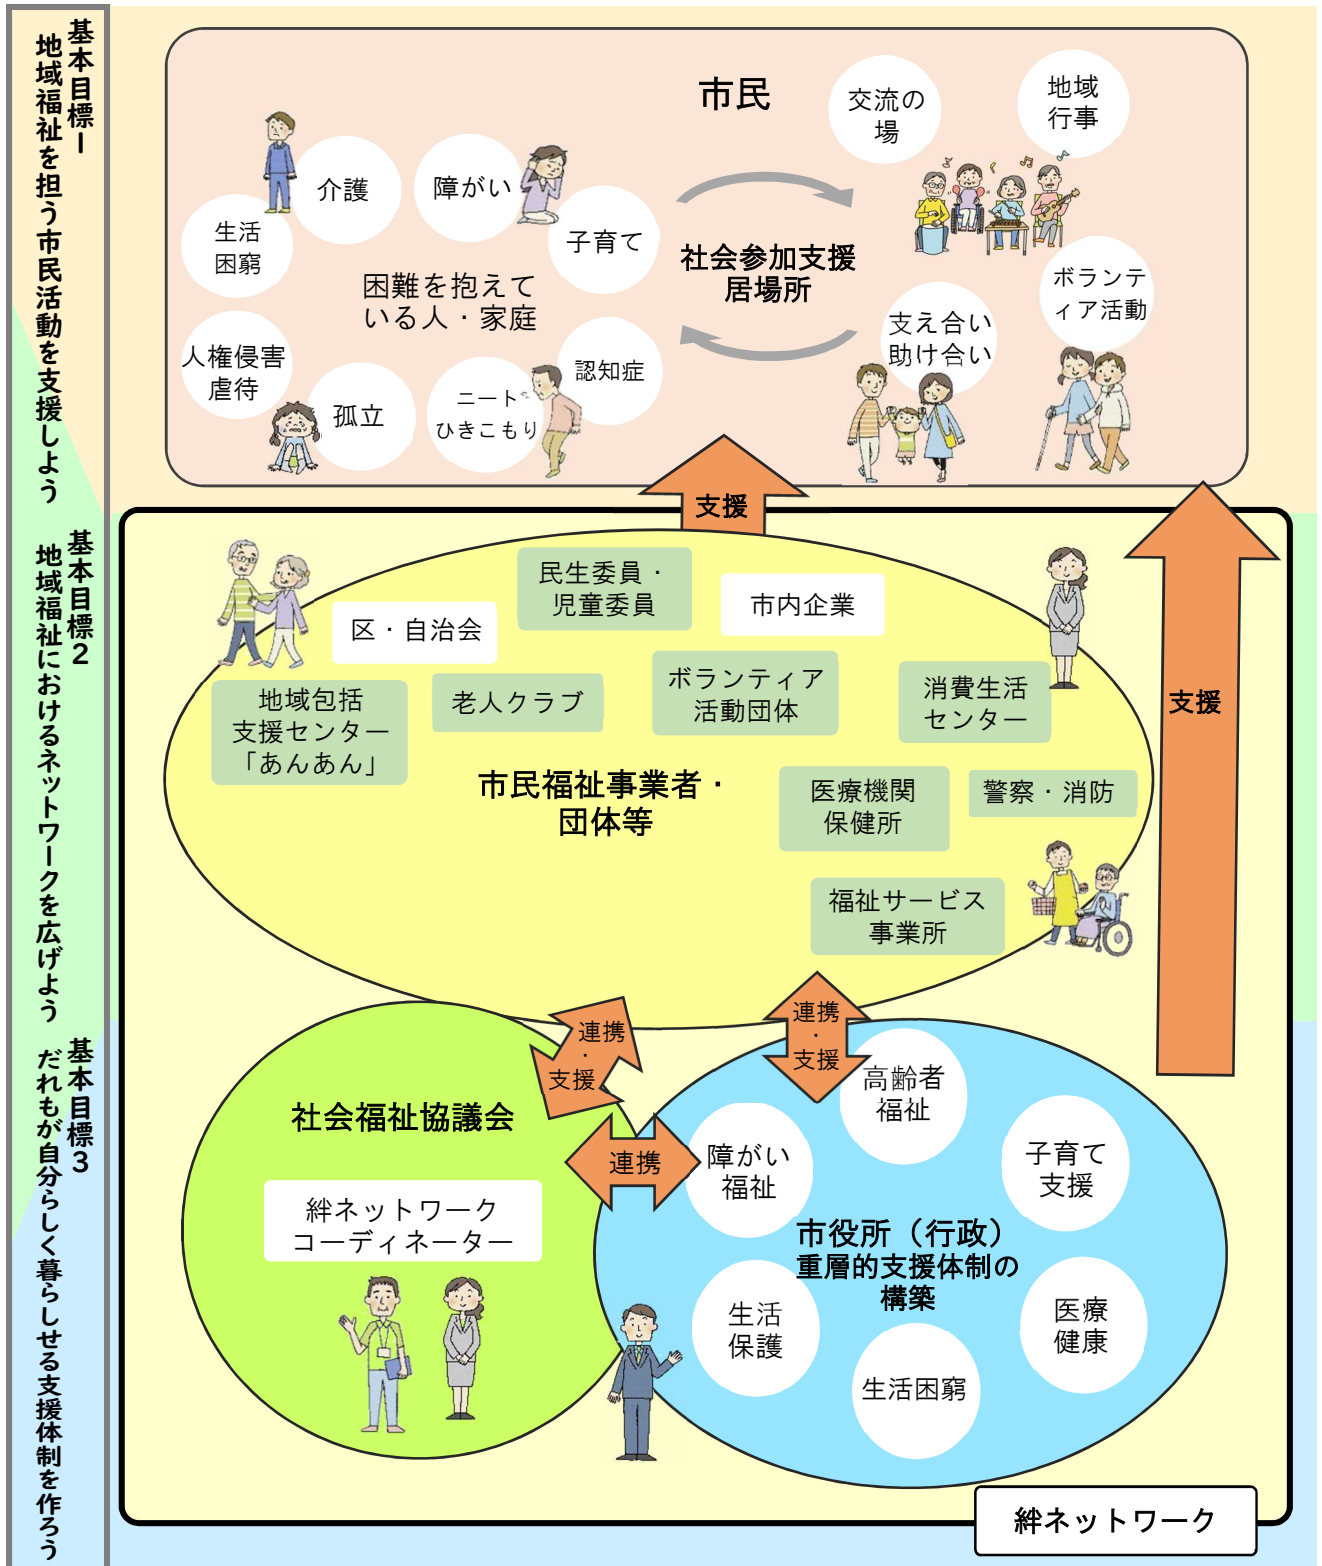 基本目標1
地域福祉を担う市民活動を支援しよう
基本目標2
地域福祉におけるネットワークを広げよう
基本目標3
だれもが自分らしく暮らしせる支援体制を作ろう
市民
交流の
場
地域
行事
介護
障がい
生活
困窮
子育て
困難を抱えて
いる人・家庭
社会参加支援
居場所
ボランテ
ィア活動
支え合い
助け合い
人権侵害
虐待
孤立
ニート
ひきこもり
認知症
支援
支援
民生委員・
児童委員
市内企業
区・自治会
地域包括
支援センター
「あんあん」
老人クラブ
ボランティア
活動団体
消費生活
センター
市民福祉事業者・
団体等
医療機関
保健所
警察・消防
福祉サービス
事業所
連携
・
支援
連携
・
支援
社会福祉協議会
連携
絆ネットワーク
コーディネーター
高齢者
福祉
障がい
福祉
子育て
支援
市役所（行政）
重層的支援体制の
構築
生活
保護
医療
健康
生活困窮
絆ネットワーク